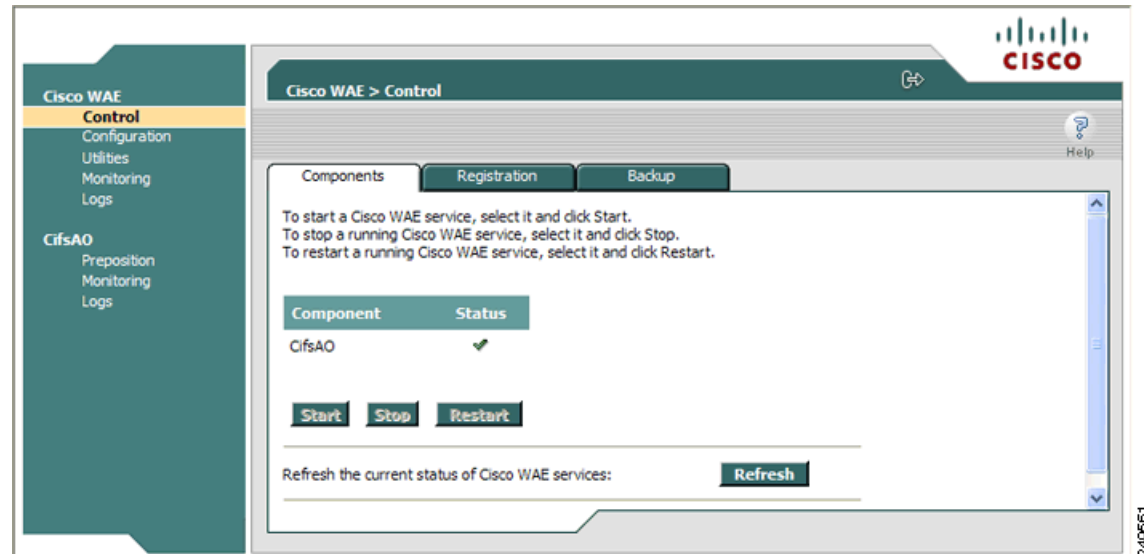 CISCO
Cisco WAE
Control
Configuration
Utilities
Monitoring
Logs
CifsAO
Preposition
Monitoring
Logs
Cisco WAE > Control
Help
Components Registration Backup
To start a Cisco WAE service, select it and click Start.
To stop a running Cisco WAE service, select it and click Stop.
To restart a running Cisco WAE service, select it and click Restart.
Component Status
CifsAO
Start Stop Restart
Refresh the current status of Cisco WAE services: Refresh